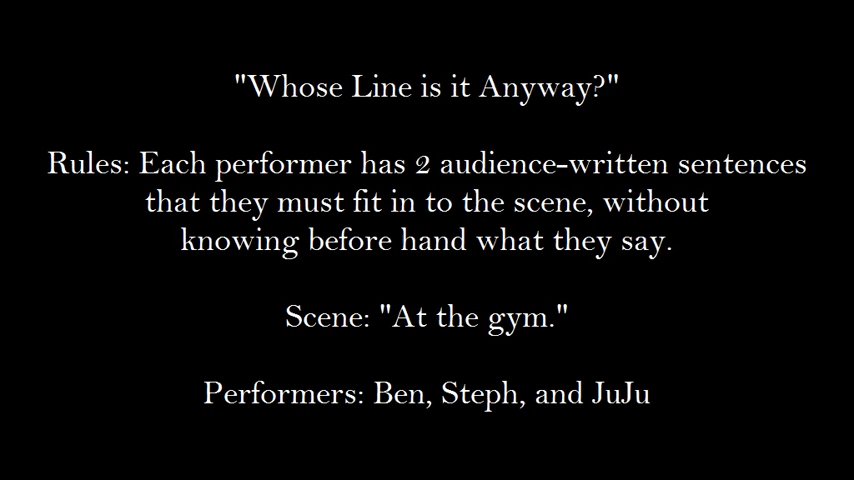 "Whose Line is it Anyway?"
Rules: Each performer has 2 audience-written sentences
that they must fit in to the scene, without
knowing before hand what they say.
Scene: "At the gym."
Performers: Ben, Steph, and JuJu